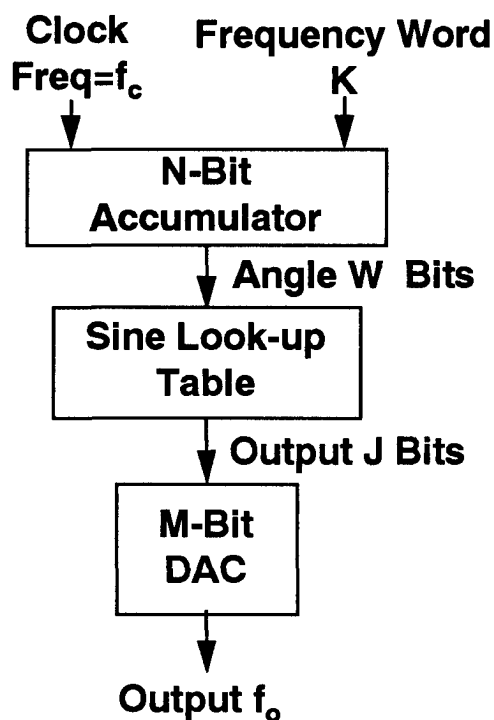 Clock
Freq=fc
Frequency Word
K
N-Bit
Accumulator
Angle W Bits
Sine Look-up
Table
Output J Bits
M-Bit
DAC
Output fo